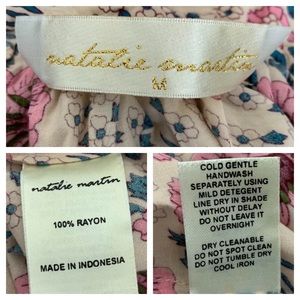 natalie martin
M
natalie martin
100% RAYON
MADE IN INDONESIA
COLD GENTLE
HANDWASH
SEPARATELY USING
MILD DETEGENT
LINE DRY IN SHADE
WITHOUT DELAY
DO NOT LEAVE IT
OVERNIGHT
DRY CLEANABLE
DO NOT SPOT CLEAN
DO NOT TUMBLE DRY
COOL IRON